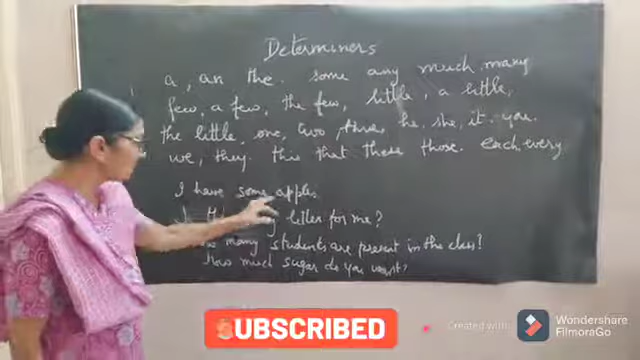 Determiners
a, an the. some any much many
few, a few, the few, little, a little,
the little, one, two three, he, she, it. you.
we, they. this that these those. each, every
I have some apples
letter for me?
many students are present in the class?
How much sugar do you want?
SUBSCRIBED
Created with
Wondershare
FilmoraGo